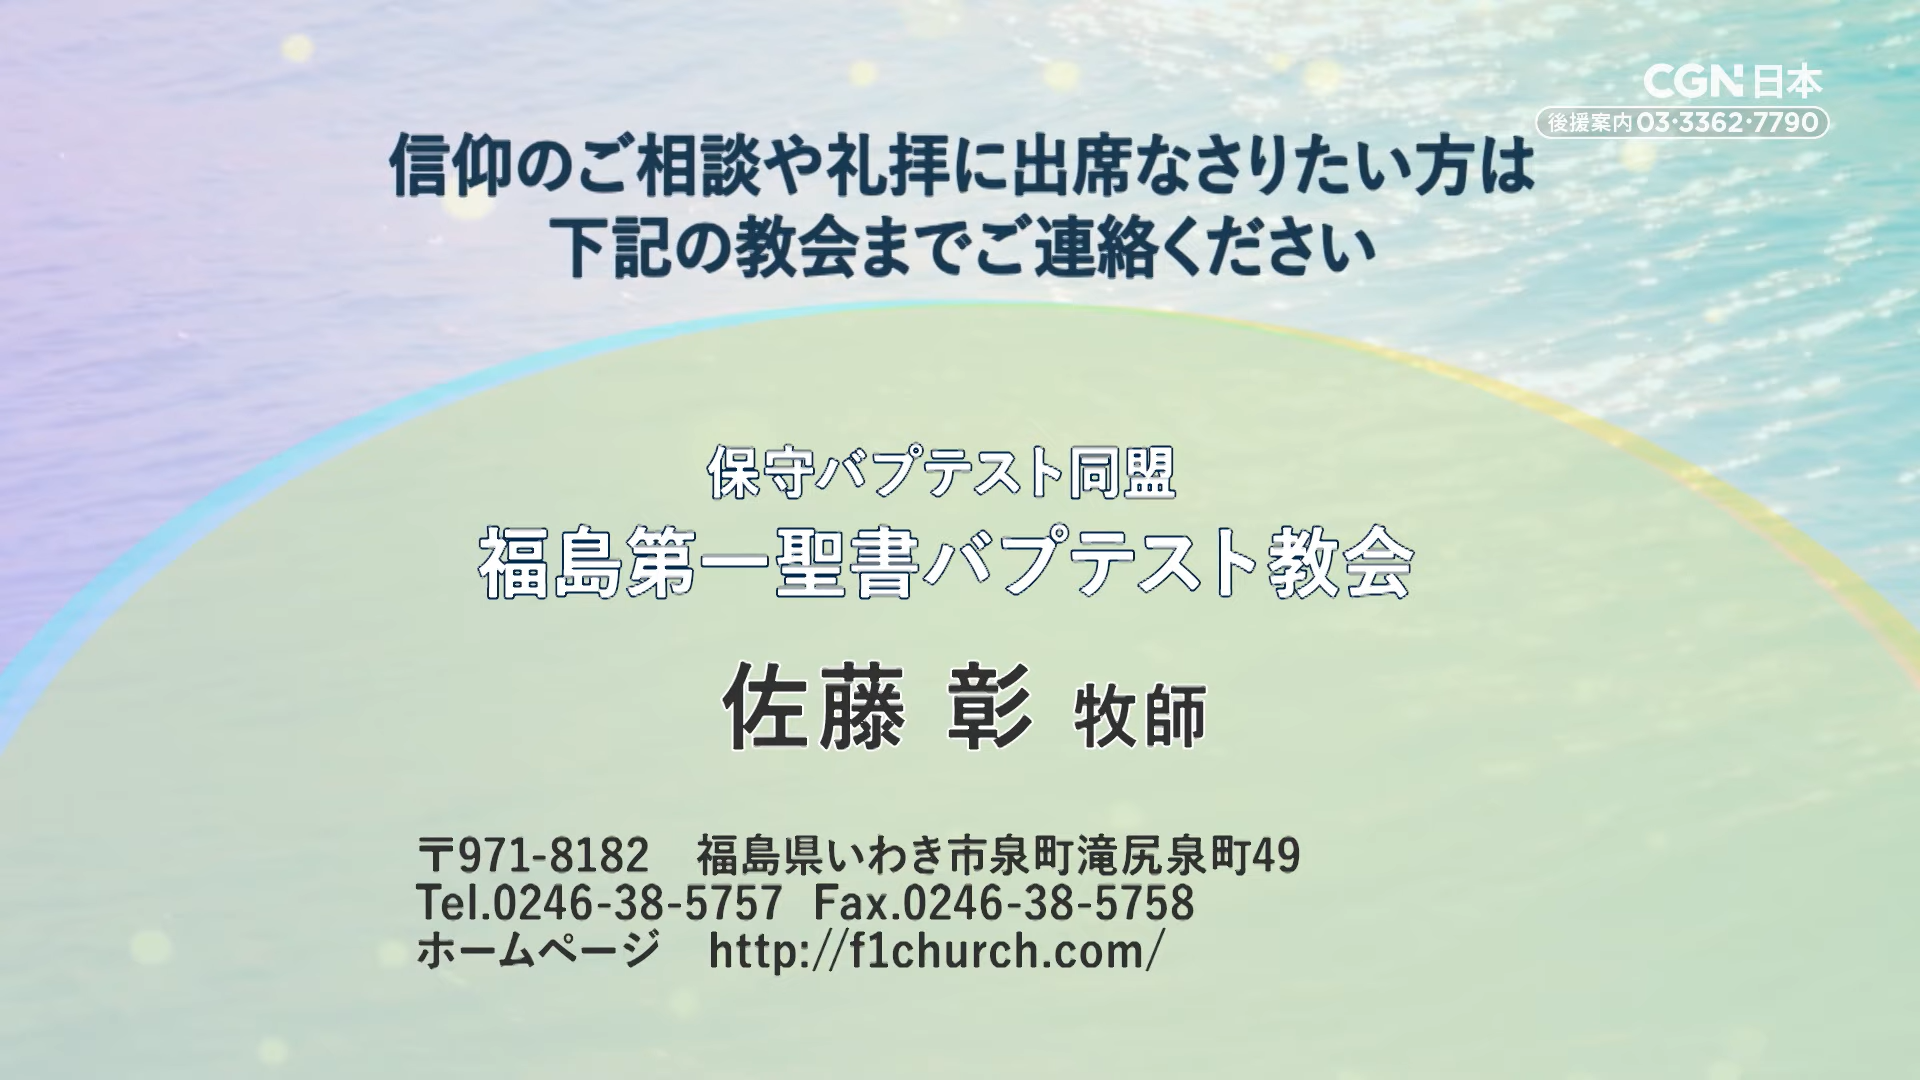 CGN日本
後援案内03·3362·7790
信仰のご相談や礼拝に出席なさりたい方は
下記の教会までご連絡ください
保守バプテスト同盟
福島第一聖書バプテスト教会
佐藤 彰 牧師
〒971-8182　福島県いわき市泉町滝尻泉町49
Tel.0246-38-5757 Fax.0246-38-5758
ホームページ　http://f1church.com/